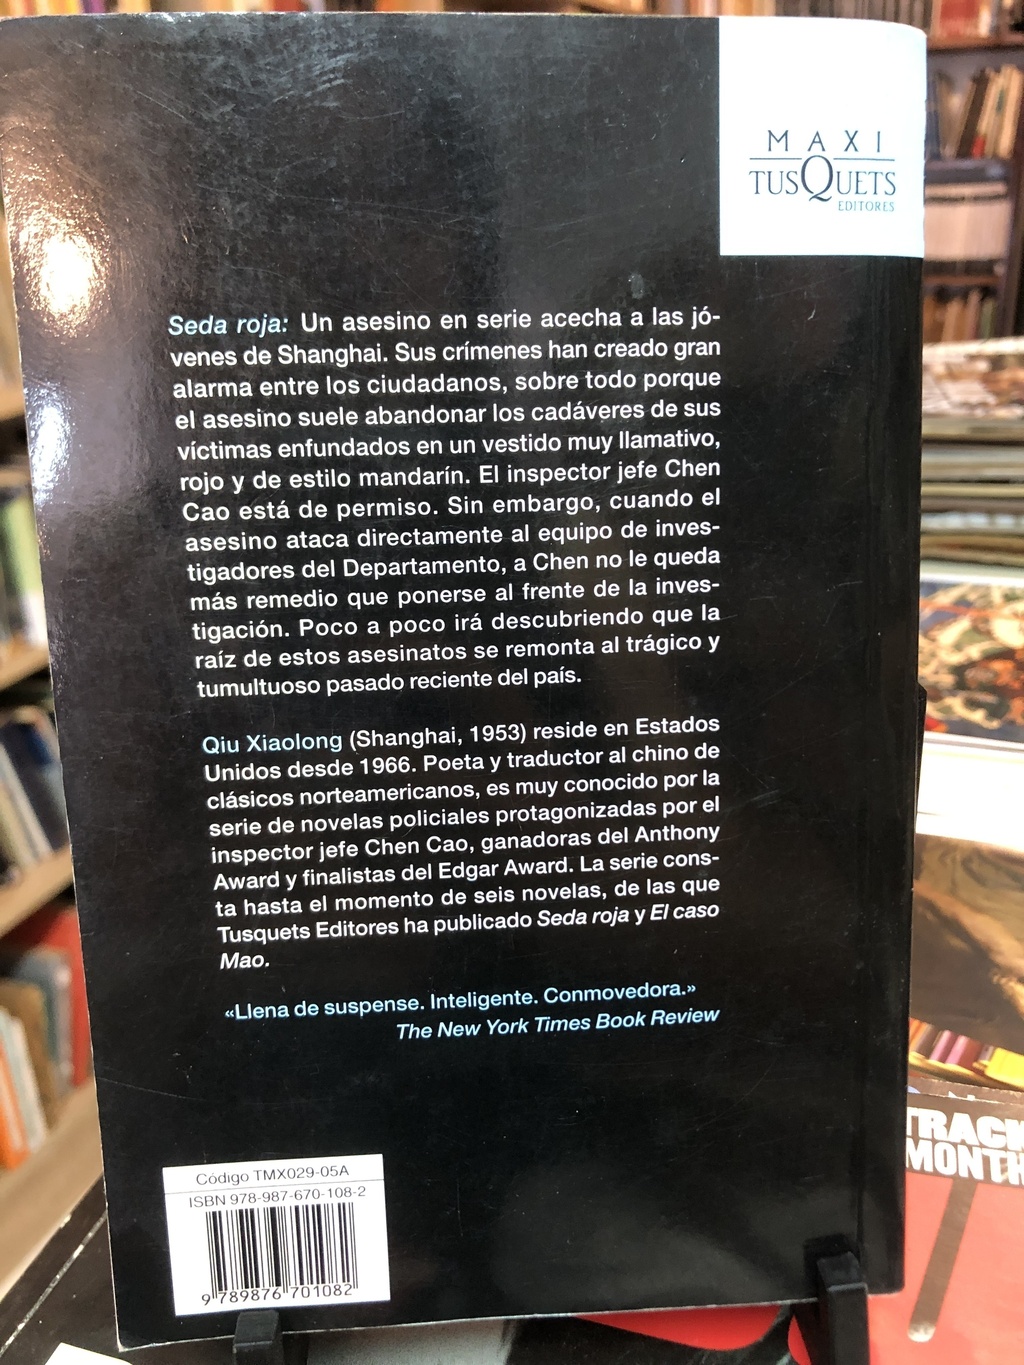 MAXI
TUSQUETS
EDITORES
Seda roja: Un asesino en serie acecha a las jó-
venes de Shanghai. Sus crímenes han creado gran
alarma entre los ciudadanos, sobre todo porque
el asesino suele abandonar los cadáveres de sus
víctimas enfundados en un vestido muy llamativo,
rojo y de estilo mandarín. El inspector jefe Chen
Cao está de permiso. Sin embargo, cuando el
asesino ataca directamente al equipo de inves-
tigadores del Departamento, a Chen no le queda
más remedio que ponerse al frente de la inves-
tigación. Poco a poco irá descubriendo que la
raíz de estos asesinatos se remonta al trágico y
tumultuoso pasado reciente del país.
Qiu Xiaolong (Shanghai, 1953) reside en Estados
Unidos desde 1966. Poeta y traductor al chino de
clásicos norteamericanos, es muy conocido por la
serie de novelas policiales protagonizadas por el
inspector jefe Chen Cao, ganadoras del Anthony
Award y finalistas del Edgar Award. La serie cons-
ta hasta el momento de seis novelas, de las que
Tusquets Editores ha publicado Seda roja y El caso
Mao.
«Llena de suspense. Inteligente. Conmovedora.»
The New York Times Book Review
Código TMX029-05A
ISBN 978-987-670-108-2
9 789876 701082
TRACK
MONTH